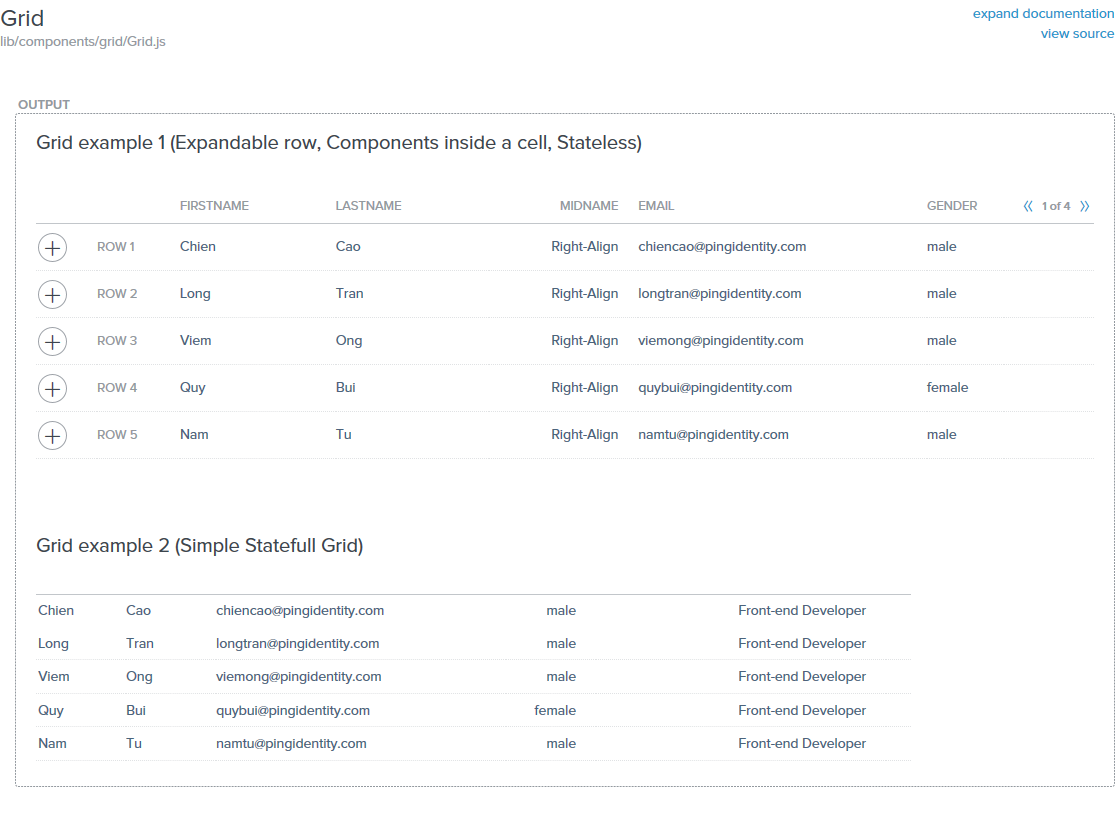 Grid
expand documentation
lib/components/grid/Grid.js
view source
OUTPUT
Grid example 1 (Expandable row, Components inside a cell, Stateless)
FIRSTNAME LASTNAME MIDNAME EMAIL GENDER « 1 of 4 »
ROW 1 Chien Cao Right-Align chiencao@pingidentity.com male
ROW 2 Long Tran Right-Align longtran@pingidentity.com male
ROW 3 Viem Ong Right-Align viemong@pingidentity.com male
ROW 4 Quy Bui Right-Align quybui@pingidentity.com female
ROW 5 Nam Tu Right-Align namtu@pingidentity.com male
Grid example 2 (Simple Statefull Grid)
Chien Cao chiencao@pingidentity.com male Front-end Developer
Long Tran longtran@pingidentity.com male Front-end Developer
Viem Ong viemong@pingidentity.com male Front-end Developer
Quy Bui quybui@pingidentity.com female Front-end Developer
Nam Tu namtu@pingidentity.com male Front-end Developer